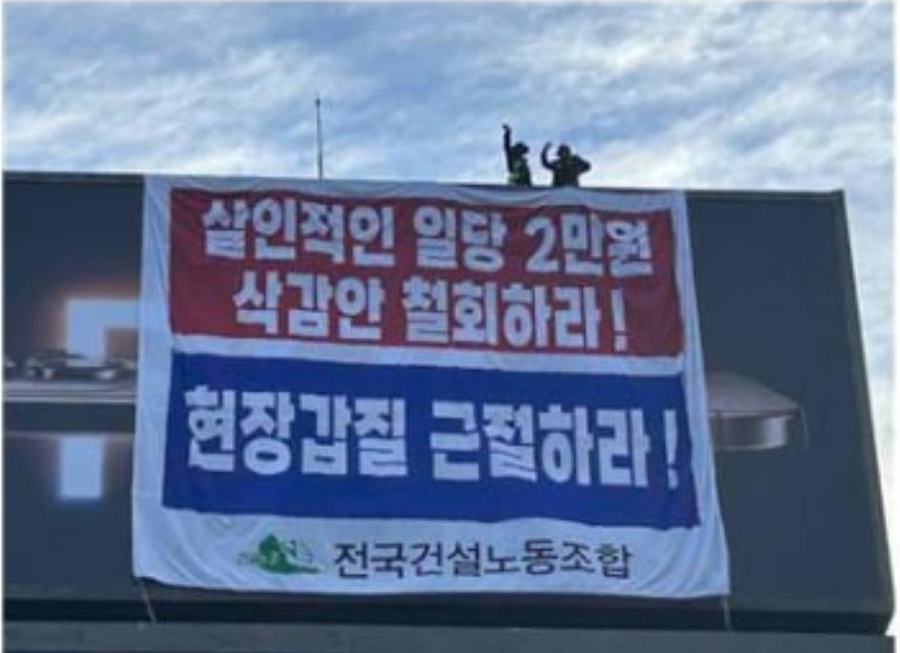 살인적인 일당 2만원
삭감안 철회하라!
현장갑질 근절하라!
전국건설노동조합